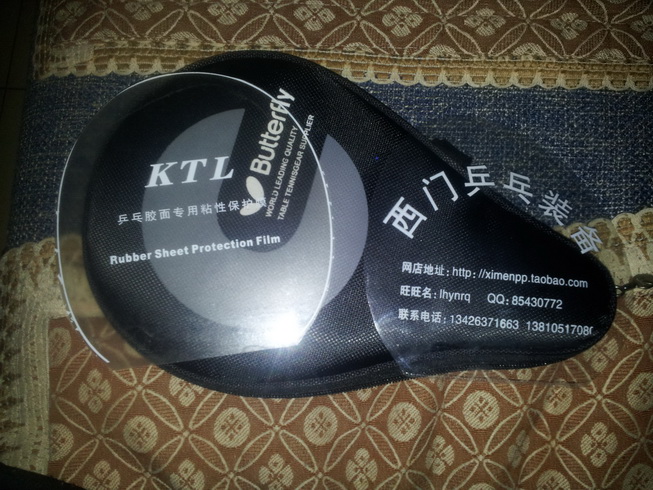 KTL
乒乓胶面专用粘性保护膜
Rubber Sheet Protection Film
Butterfly
WORLD LEADING QUALITY
TABLE TENNISGEAR SUPPLIER
西门乒乓装备
网店地址:http://ximenpp.taobao.com
旺旺名:lhynrq QQ:85430772
联系电话:13426371663 13810517080